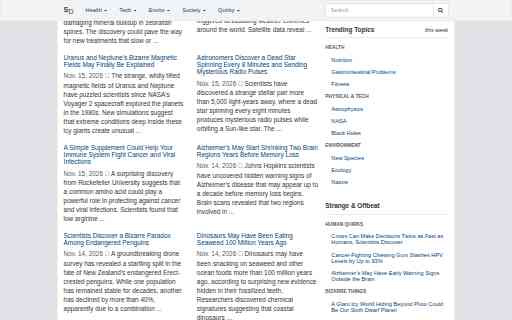 SD
Health
Tech
Enviro
Society
Quirky
Search
damaging mineral buildup in zebrafish
spines. The discovery could pave the way
for new treatments that slow or ...
Uranus and Neptune's Bizarre Magnetic
Fields May Finally Be Explained
Nov. 15, 2026 □ The strange, wildly tilted
magnetic fields of Uranus and Neptune
have puzzled scientists since NASA's
Voyager 2 spacecraft explored the planets
in the 1980s. New simulations suggest
that extreme conditions deep inside these
icy giants create unusual ...
A Simple Supplement Could Help Your
Immune System Fight Cancer and Viral
Infections
Nov. 15, 2026 □ A surprising discovery
from Rockefeller University suggests that
a common amino acid could play a
powerful role in protecting against cancer
and viral infections. Scientists found that
low arginine ...
Scientists Discover a Bizarre Paradox
Among Endangered Penguins
Nov. 14, 2026 □ A groundbreaking drone
survey has revealed a startling split in the
fate of New Zealand's endangered Erect-
crested penguins. While one population
has remained stable for decades, another
has declined by more than 40%,
apparently due to a combination ...
around the world. Satellite data reveal ...
Astronomers Discover a Dead Star
Spinning Every 8 Minutes and Sending
Mysterious Radio Pulses
Nov. 15, 2026 □ Scientists have
discovered a strange stellar pair more
than 5,000 light-years away, where a dead
star spinning every eight minutes
produces mysterious radio pulses while
orbiting a Sun-like star. The ...
Alzheimer's May Start Shrinking Two Brain
Regions Years Before Memory Loss
Nov. 14, 2026 □ Johns Hopkins scientists
have uncovered hidden warning signs of
Alzheimer's disease that may appear up to
a decade before memory loss begins.
Brain scans revealed that two regions
involved in ...
Dinosaurs May Have Been Eating
Seaweed 100 Million Years Ago
Nov. 14, 2026 □ Dinosaurs may have
been snacking on seaweed and other
ocean foods more than 100 million years
ago, according to surprising new evidence
hidden in their fossilized teeth.
Researchers discovered chemical
signatures suggesting that coastal
dinosaurs ...
Trending Topics
this week
HEALTH
Nutrition
Gastrointestinal Problems
Fitness
PHYSICAL & TECH
Astrophysics
NASA
Black Holes
ENVIRONMENT
New Species
Ecology
Nature
Strange & Offbeat
HUMAN QUIRKS
Crows Can Make Decisions Twice as Fast as
Humans, Scientists Discover
Cancer-Fighting Chewing Gum Slashes HPV
Levels by Up to 93%
Alzheimer's May Have Early Warning Signs
Outside the Brain
BIZARRE THINGS
A Giant Icy World Hiding Beyond Pluto Could
Be Our Sixth Dwarf Planet